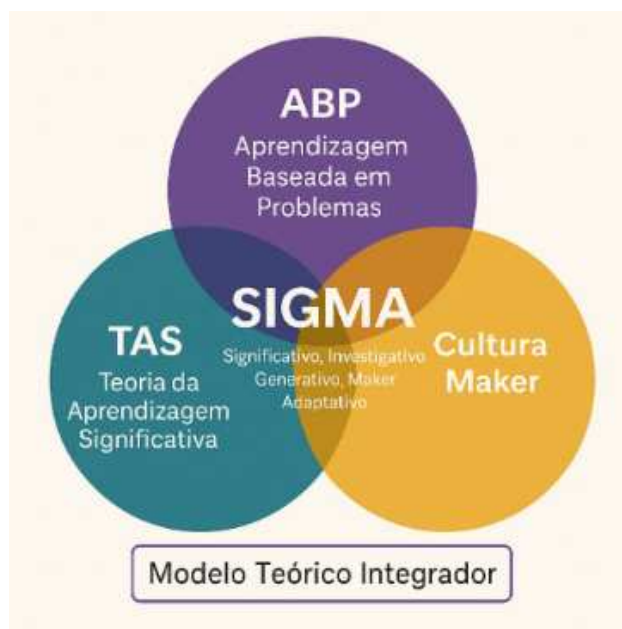 ABP
Aprendizagem
Baseada em
Problemas
SIGMA
Significativo, Investigativo
Generativo, Maker
Adaptativo
TAS
Teoria da
Aprendizagem
Significativa
Cultura
Maker
Modelo Teórico Integrador